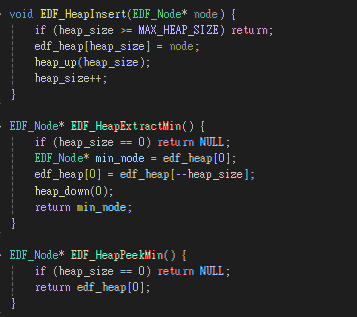 void EDF_HeapInsert(EDF_Node* node) {
    if (heap_size >= MAX_HEAP_SIZE) return;
    edf_heap[heap_size] = node;
    heap_up(heap_size);
    heap_size++;
}

EDF_Node* EDF_HeapExtractMin() {
    if (heap_size == 0) return NULL;
    EDF_Node* min_node = edf_heap[0];
    edf_heap[0] = edf_heap[--heap_size];
    heap_down(0);
    return min_node;
}

EDF_Node* EDF_HeapPeekMin() {
    if (heap_size == 0) return NULL;
    return edf_heap[0];
}